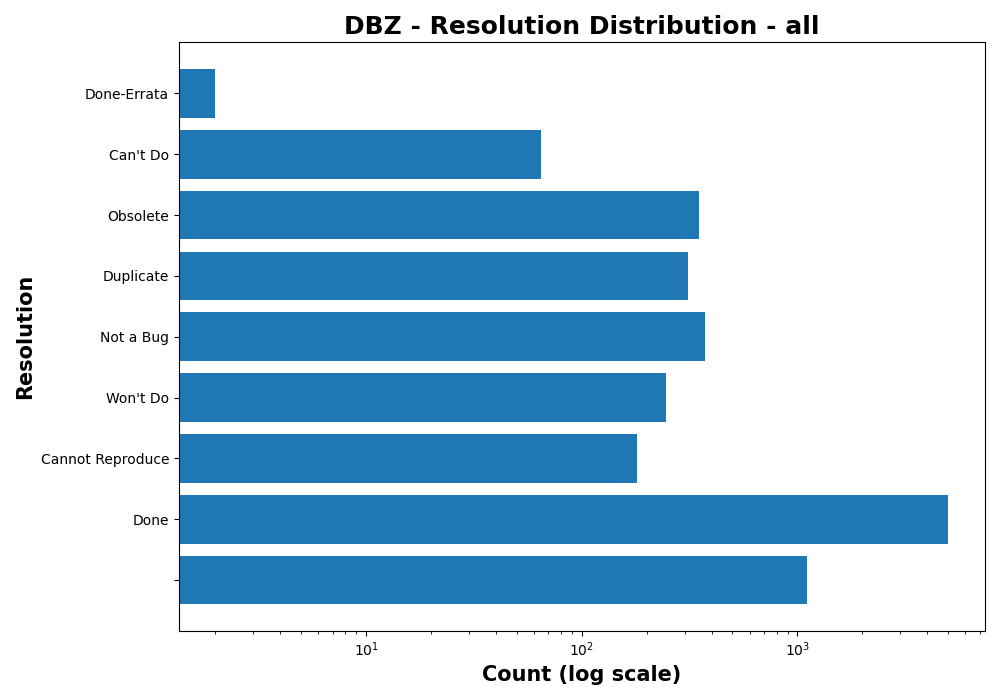 DBZ - Resolution Distribution - all
Resolution
Done-Errata
Can't Do
Obsolete
Duplicate
Not a Bug
Won't Do
Cannot Reproduce
Done
10¹
10²
10³
Count (log scale)